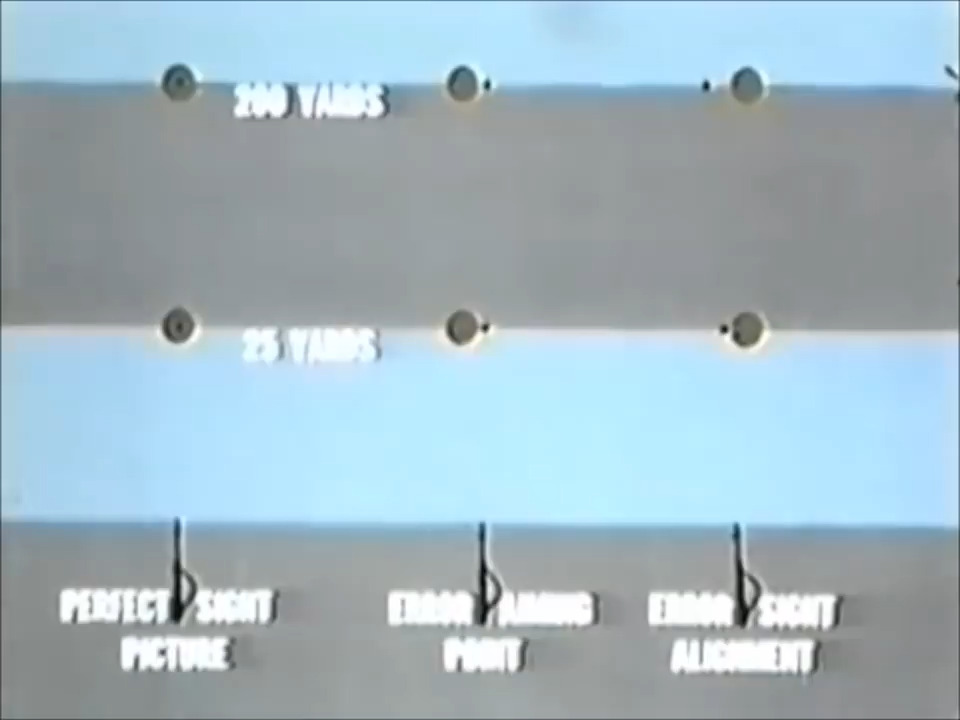 200 YARDS
25 YARDS
PERFECT SIGHT
PICTURE
ERROR AIMING
POINT
ERROR SIGHT
ALIGNMENT